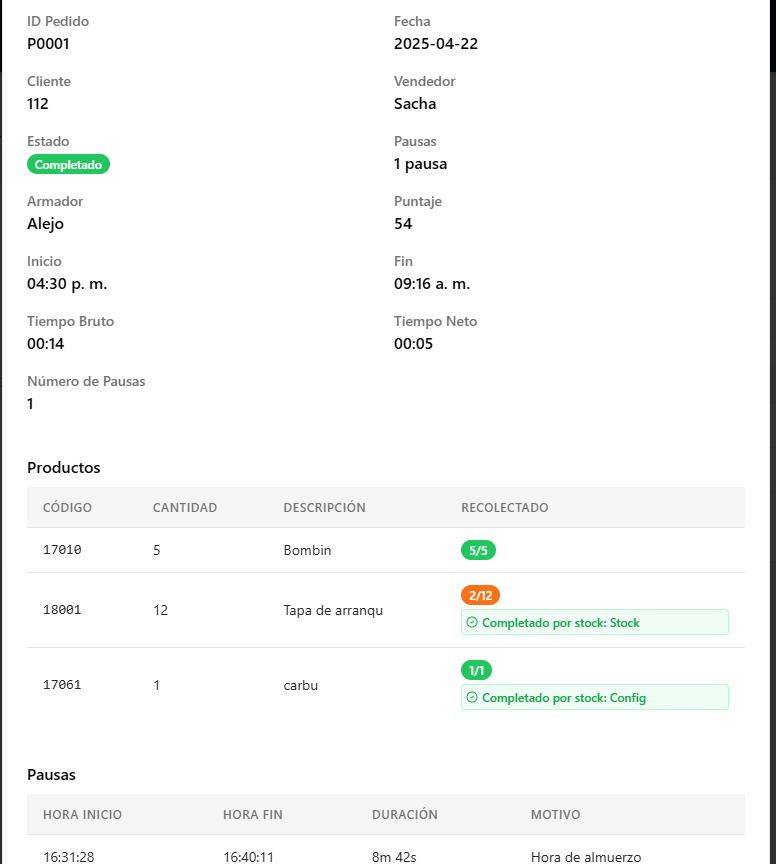 ID Pedido
Fecha
P0001
2025-04-22
Cliente
Vendedor
112
Sacha
Estado
Pausas
Completado
1 pausa
Armador
Puntaje
Alejo
54
Inicio
Fin
04:30 p. m.
09:16 a. m.
Tiempo Bruto
Tiempo Neto
00:14
00:05
Número de Pausas
1
Productos
CÓDIGO CANTIDAD DESCRIPCIÓN RECOLECTADO
17010 5 Bombin 5/5
18001 12 Tapa de arranqu 2/12
Completado por stock: Stock
17061 1 carbu 1/1
Completado por stock: Config
Pausas
HORA INICIO HORA FIN DURACIÓN MOTIVO
16:31:28 16:40:11 8m 42s Hora de almuerzo